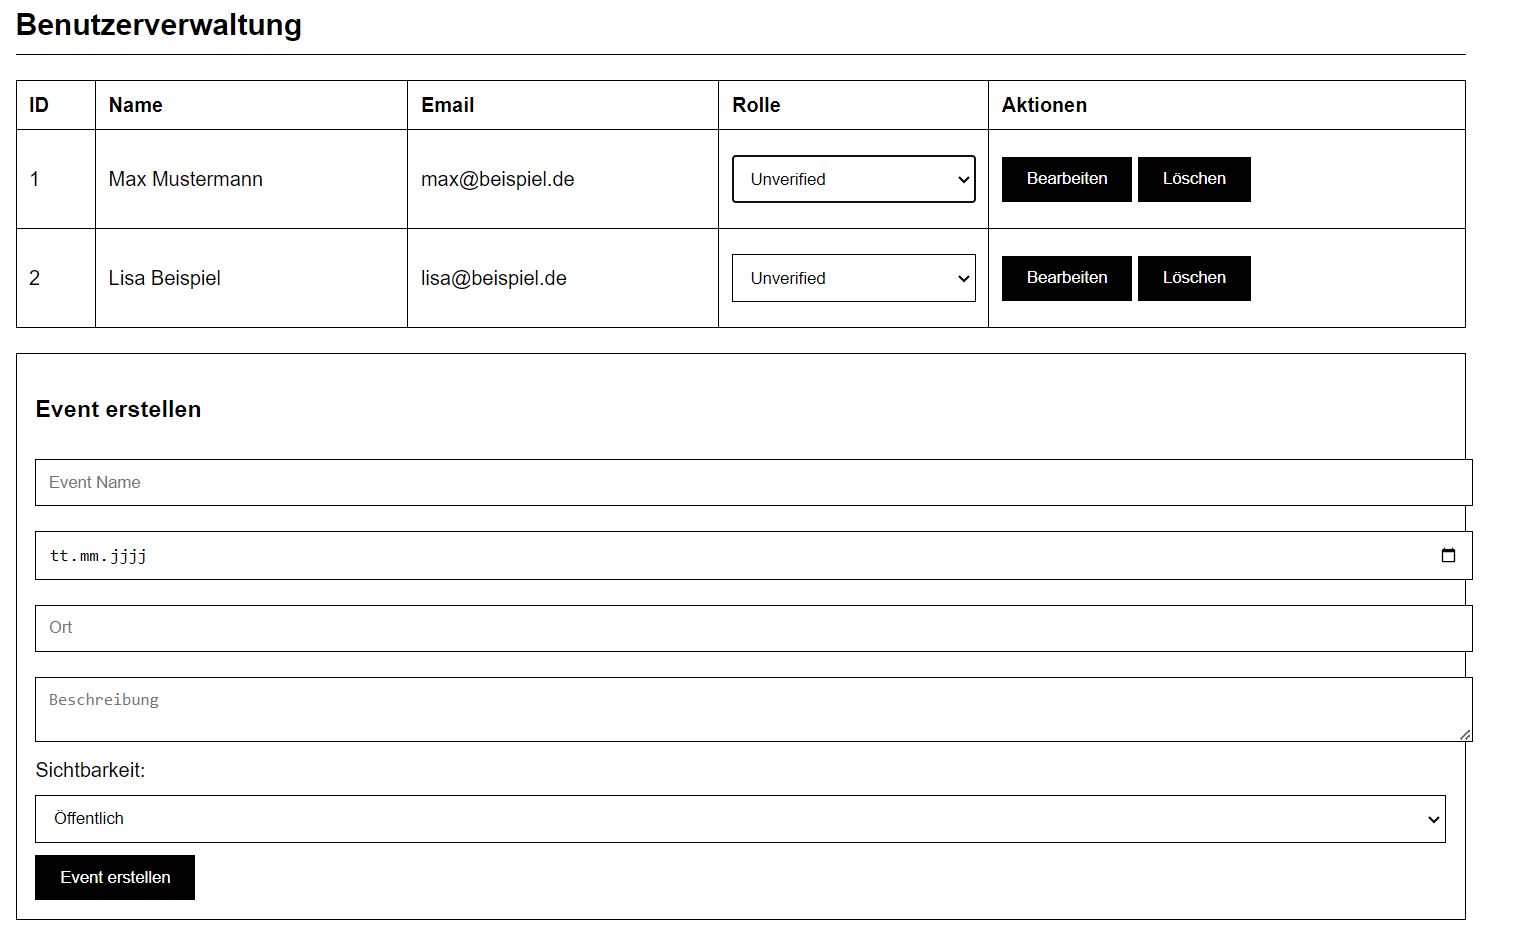 Benutzerverwaltung
ID Name Email Rolle Aktionen
1 Max Mustermann max@beispiel.de Unverified Bearbeiten Löschen
2 Lisa Beispiel lisa@beispiel.de Unverified Bearbeiten Löschen
Event erstellen
Event Name
tt.mm.jjjj
Ort
Beschreibung
Sichtbarkeit:
Öffentlich
Event erstellen